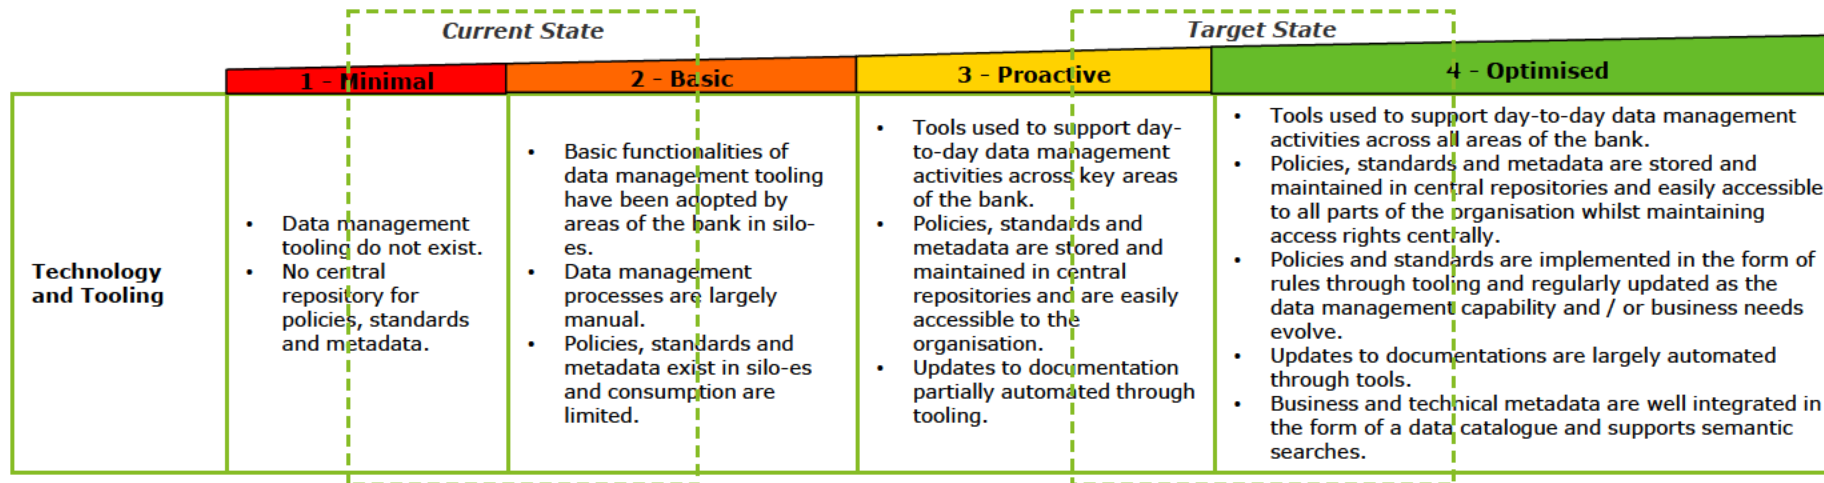 Current State
Target State
1 - Minimal
2 - Basic
3 - Proactive
4 - Optimised
Technology
and Tooling
• Data management
tooling do not exist.
• No central
repository for
policies, standards
and metadata.
• Basic functionalities of
data management tooling
have been adopted by
areas of the bank in silo-
es.
• Data management
processes are largely
manual.
• Policies, standards and
metadata exist in silo-es
and consumption are
limited.
• Tools used to support day-
to-day data management
activities across key areas
of the bank.
• Policies, standards and
metadata are stored and
maintained in central
repositories and are easily
accessible to the
organisation.
• Updates to documentation
partially automated through
tooling.
• Tools used to support day-to-day data management
activities across all areas of the bank.
• Policies, standards and metadata are stored and
maintained in central repositories and easily accessible
to all parts of the organisation whilst maintaining
access rights centrally.
• Policies and standards are implemented in the form of
rules through tooling and regularly updated as the
data management capability and / or business needs
evolve.
• Updates to documentations are largely automated
through tools.
• Business and technical metadata are well integrated in
the form of a data catalogue and supports semantic
searches.